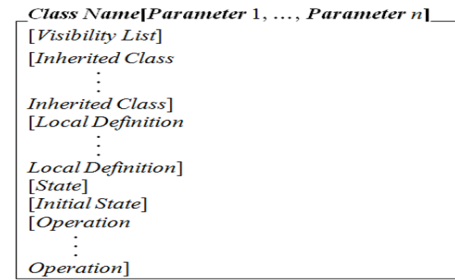 Class Name[Parameter 1, ..., Parameter n]
[Visibility List]
[Inherited Class
⋮
Inherited Class]
[Local Definition
⋮
Local Definition]
[State]
[Initial State]
[Operation
⋮
Operation]